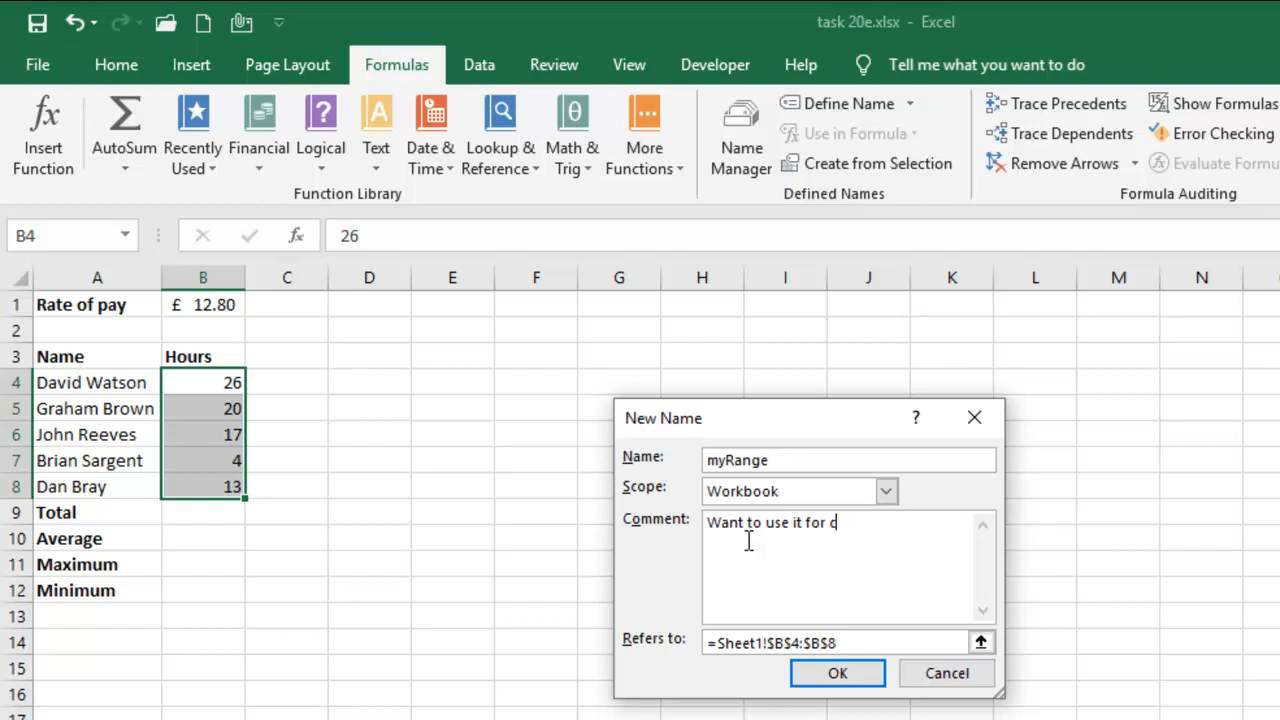 task 20e.xlsx - Excel
File Home Insert Page Layout Formulas Data Review View Developer Help Tell me what you want to do
fx Σ ★ ? A θ ...
Insert Function
AutoSum
Recently Used
Financial
Logical
Text
Date & Time
Lookup & Reference
Math & Trig
More Functions
Function Library
Name Manager
Define Name
Use in Formula
Create from Selection
Defined Names
Trace Precedents
Trace Dependents
Remove Arrows
Show Formulas
Error Checking
Evaluate Formu
Formula Auditing
B4 fx 26
A B C D E F G H I J K L M N
1 Rate of pay £ 12.80
2
3 Name Hours
4 David Watson 26
5 Graham Brown 20
6 John Reeves 17
7 Brian Sargent 4
8 Dan Bray 13
9 Total
10 Average
11 Maximum
12 Minimum
13
14
15
16
17
New Name ?
Name: myRange
Scope: Workbook
Comment: Want to use it for c
Refers to: =Sheet1!$B$4:$B$8
OK Cancel